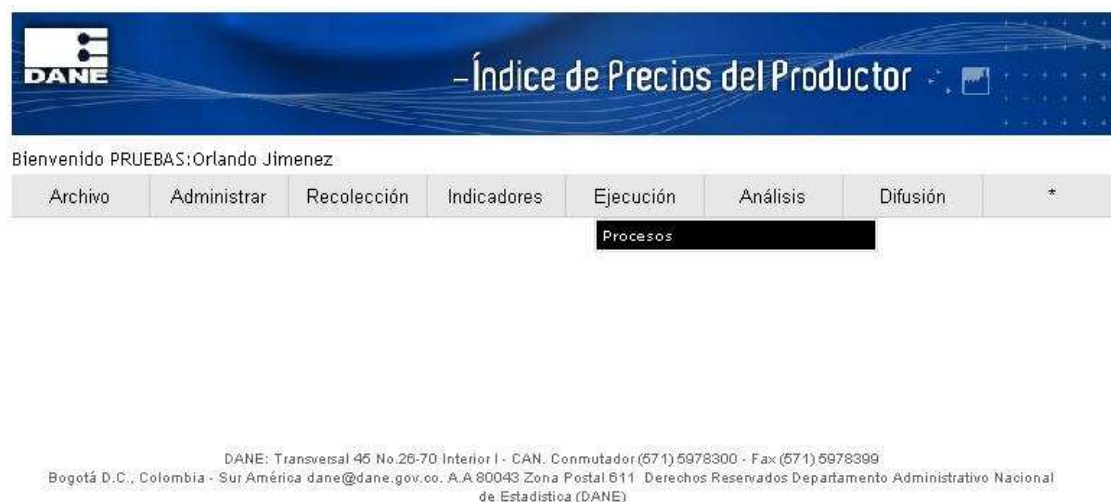 DANE
–Índice de Precios del Productor
Bienvenido PRUEBAS:Orlando Jimenez
Archivo Administrar Recolección Indicadores Ejecución Análisis Difusión *
Procesos
DANE: Transversal 45 No.26-70 Interior I - CAN. Conmutador (571) 5978300 - Fax (571) 5978399
Bogotá D.C., Colombia - Sur América dane@dane.gov.co. A.A 80043 Zona Postal 611 Derechos Reservados Departamento Administrativo Nacional
de Estadistica (DANE)